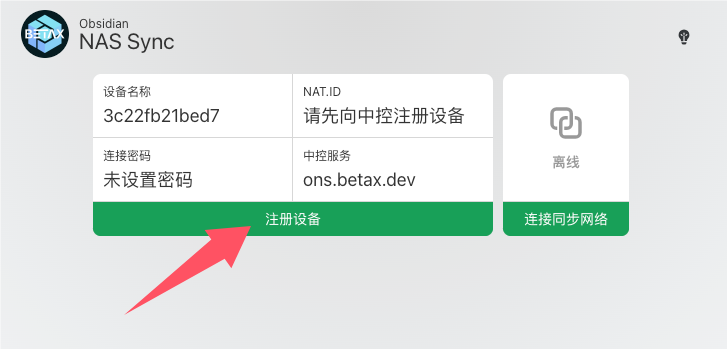 BETAX
Obsidian
NAS Sync
设备名称
3c22fb21bed7
NAT.ID
请先向中控注册设备
连接密码
未设置密码
中控服务
ons.betax.dev
注册设备
离线
连接同步网络